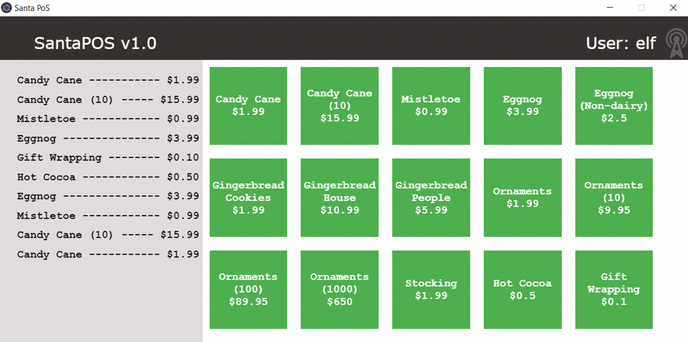 Santa PoS
SantaPOS v1.0
User: elf
Candy Cane ----------- $1.99
Candy Cane (10) ----- $15.99
Mistletoe ------------ $0.99
Eggnog --------------- $3.99
Gift Wrapping -------- $0.10
Hot Cocoa ------------ $0.50
Eggnog --------------- $3.99
Mistletoe ------------ $0.99
Candy Cane (10) ----- $15.99
Candy Cane ----------- $1.99
Candy Cane
$1.99
Candy Cane
(10)
$15.99
Mistletoe
$0.99
Eggnog
$3.99
Eggnog
(Non-dairy)
$2.5
Gingerbread
Cookies
$1.99
Gingerbread
House
$10.99
Gingerbread
People
$5.99
Ornaments
$1.99
Ornaments
(10)
$9.95
Ornaments
(100)
$89.95
Ornaments
(1000)
$650
Stocking
$1.99
Hot Cocoa
$0.5
Gift
Wrapping
$0.1